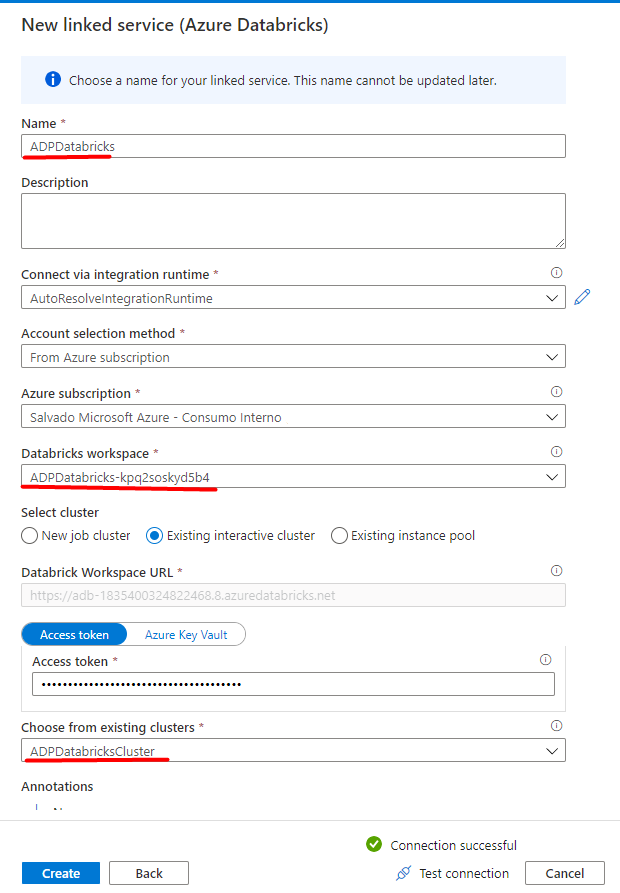 New linked service (Azure Databricks)
Choose a name for your linked service. This name cannot be updated later.
Name *
ADPDatabricks
Description
Connect via integration runtime *
AutoResolveIntegrationRuntime
Account selection method *
From Azure subscription
Azure subscription *
Salvado Microsoft Azure - Consumo Interno
Databricks workspace *
ADPDatabricks-kpq2soskyd5b4
Select cluster
New job cluster Existing interactive cluster Existing instance pool
Databrick Workspace URL *
https://adb-1835400324822468.8.azuredatabricks.net
Access token Azure Key Vault
Access token *
••••••••••••••••••••••••••••••••••••
Choose from existing clusters *
ADPDatabricksCluster
Annotations
Connection successful
Create Back Test connection Cancel